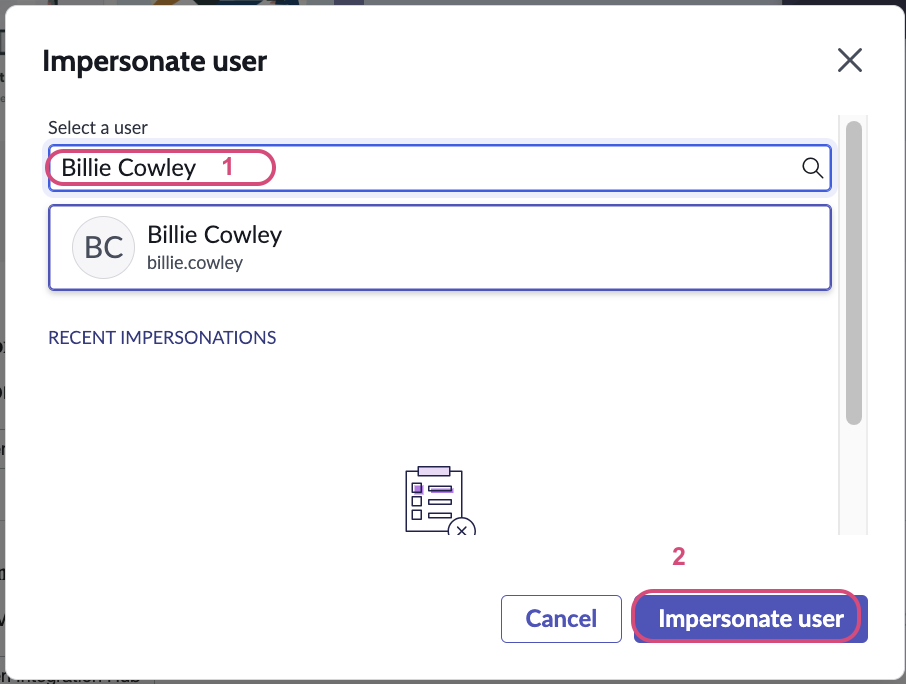 Impersonate user
Select a user
Billie Cowley 1
BC
Billie Cowley
billie.cowley
RECENT IMPERSONATIONS
2
Cancel
Impersonate user